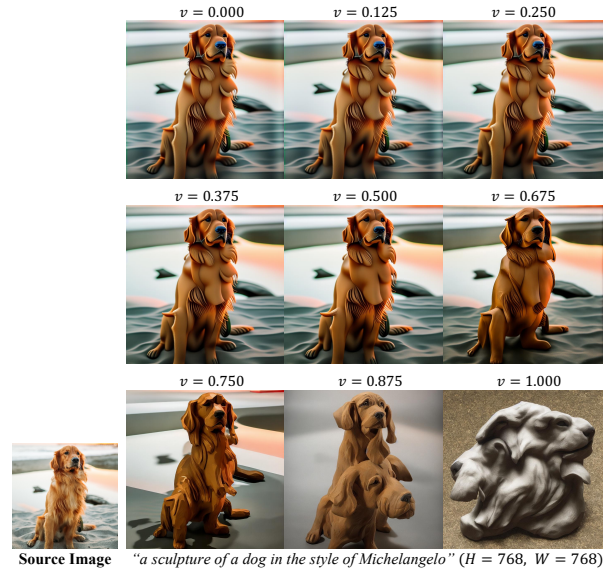 v = 0.000 v = 0.125 v = 0.250
v = 0.375 v = 0.500 v = 0.675
v = 0.750 v = 0.875 v = 1.000
Source Image "a sculpture of a dog in the style of Michelangelo" (H = 768, W = 768)